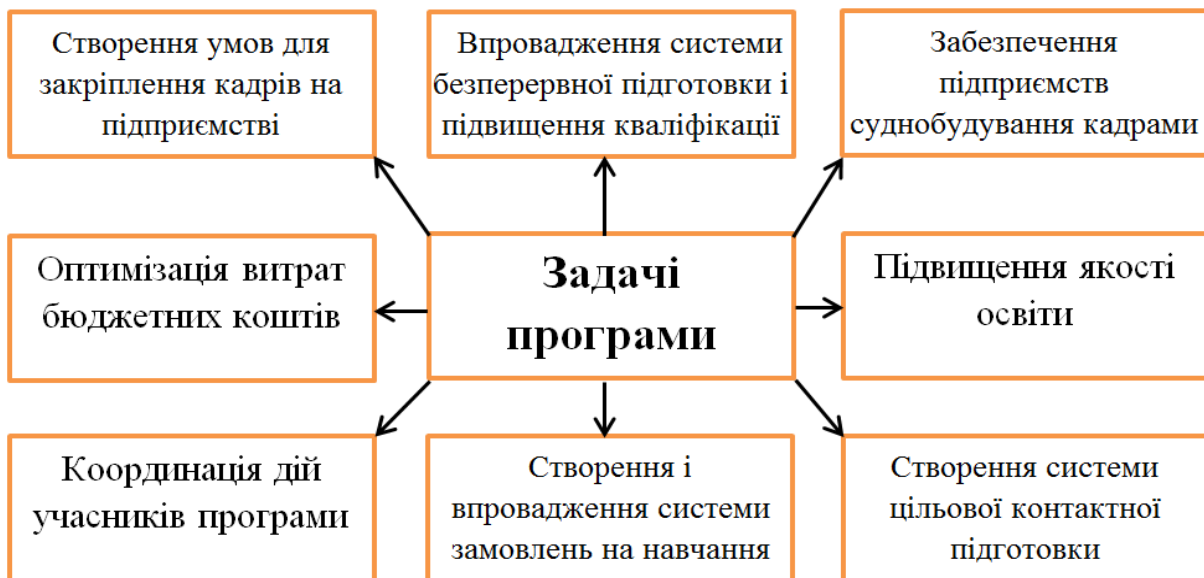 Створення умов для
закріплення кадрів на
підприємстві
Впровадження системи
безперервної підготовки і
підвищення кваліфікації
Забезпечення
підприємств
суднобудування кадрами
Оптимізація витрат
бюджетних коштів
Задачі
програми
Підвищення якості
освіти
Координація дій
учасників програми
Створення і
впровадження системи
замовлень на навчання
Створення системи
цільової контактної
підготовки